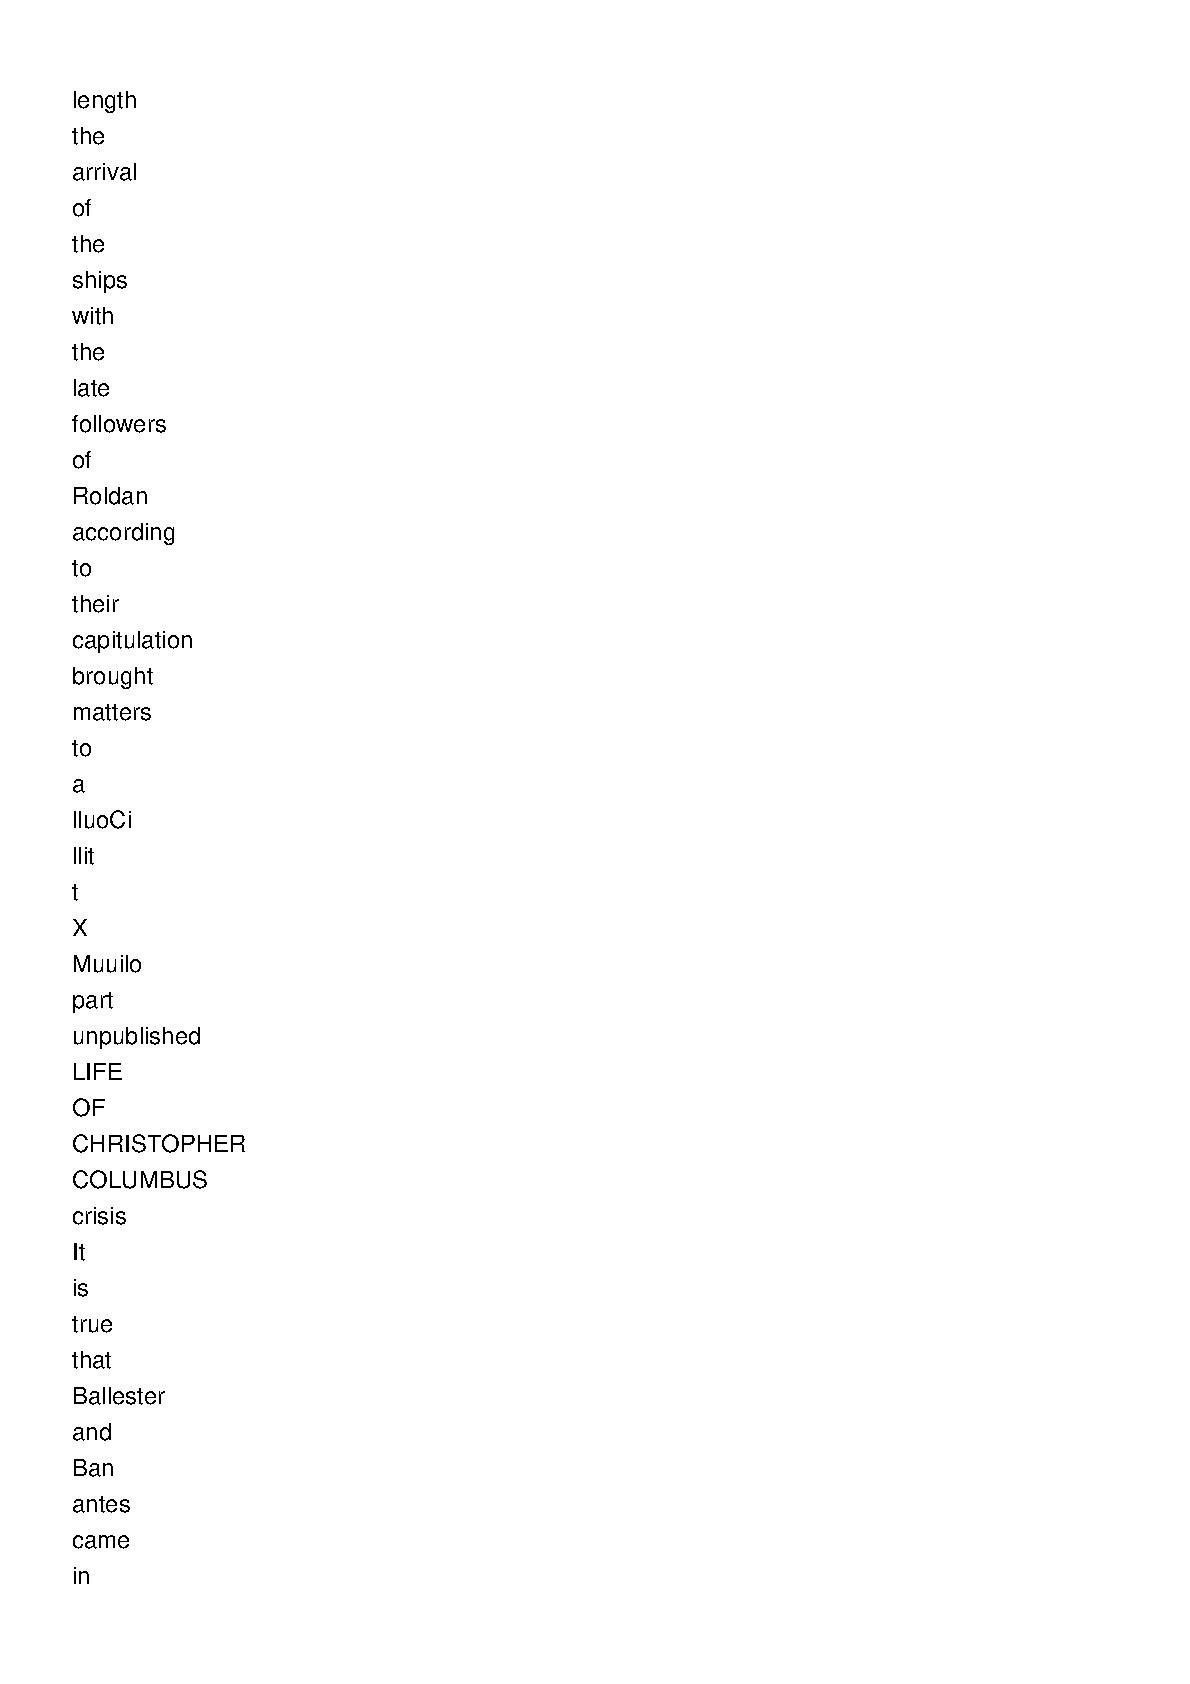 length
the
arrival
of
the
ships
with
the
late
followers
of
Roldan
according
to
their
capitulation
brought
matters
to
a
lluoCi
llit
t
X
Muuilo
part
unpublished
LIFE
OF
CHRISTOPHER
COLUMBUS
crisis
It
is
true
that
Ballester
and
Ban
antes
came
in